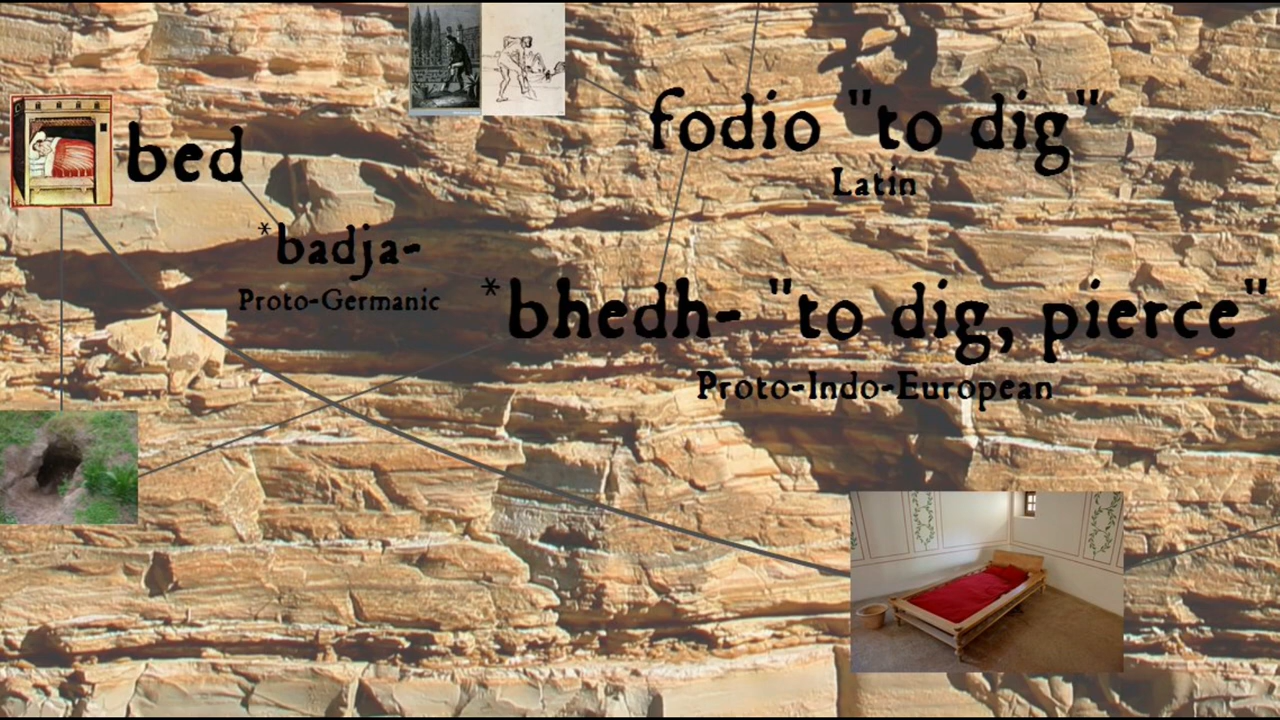 fodio "to dig"
Latin
bed
*badja-
Proto-Germanic
*bhedh- "to dig, pierce"
Proto-Indo-European